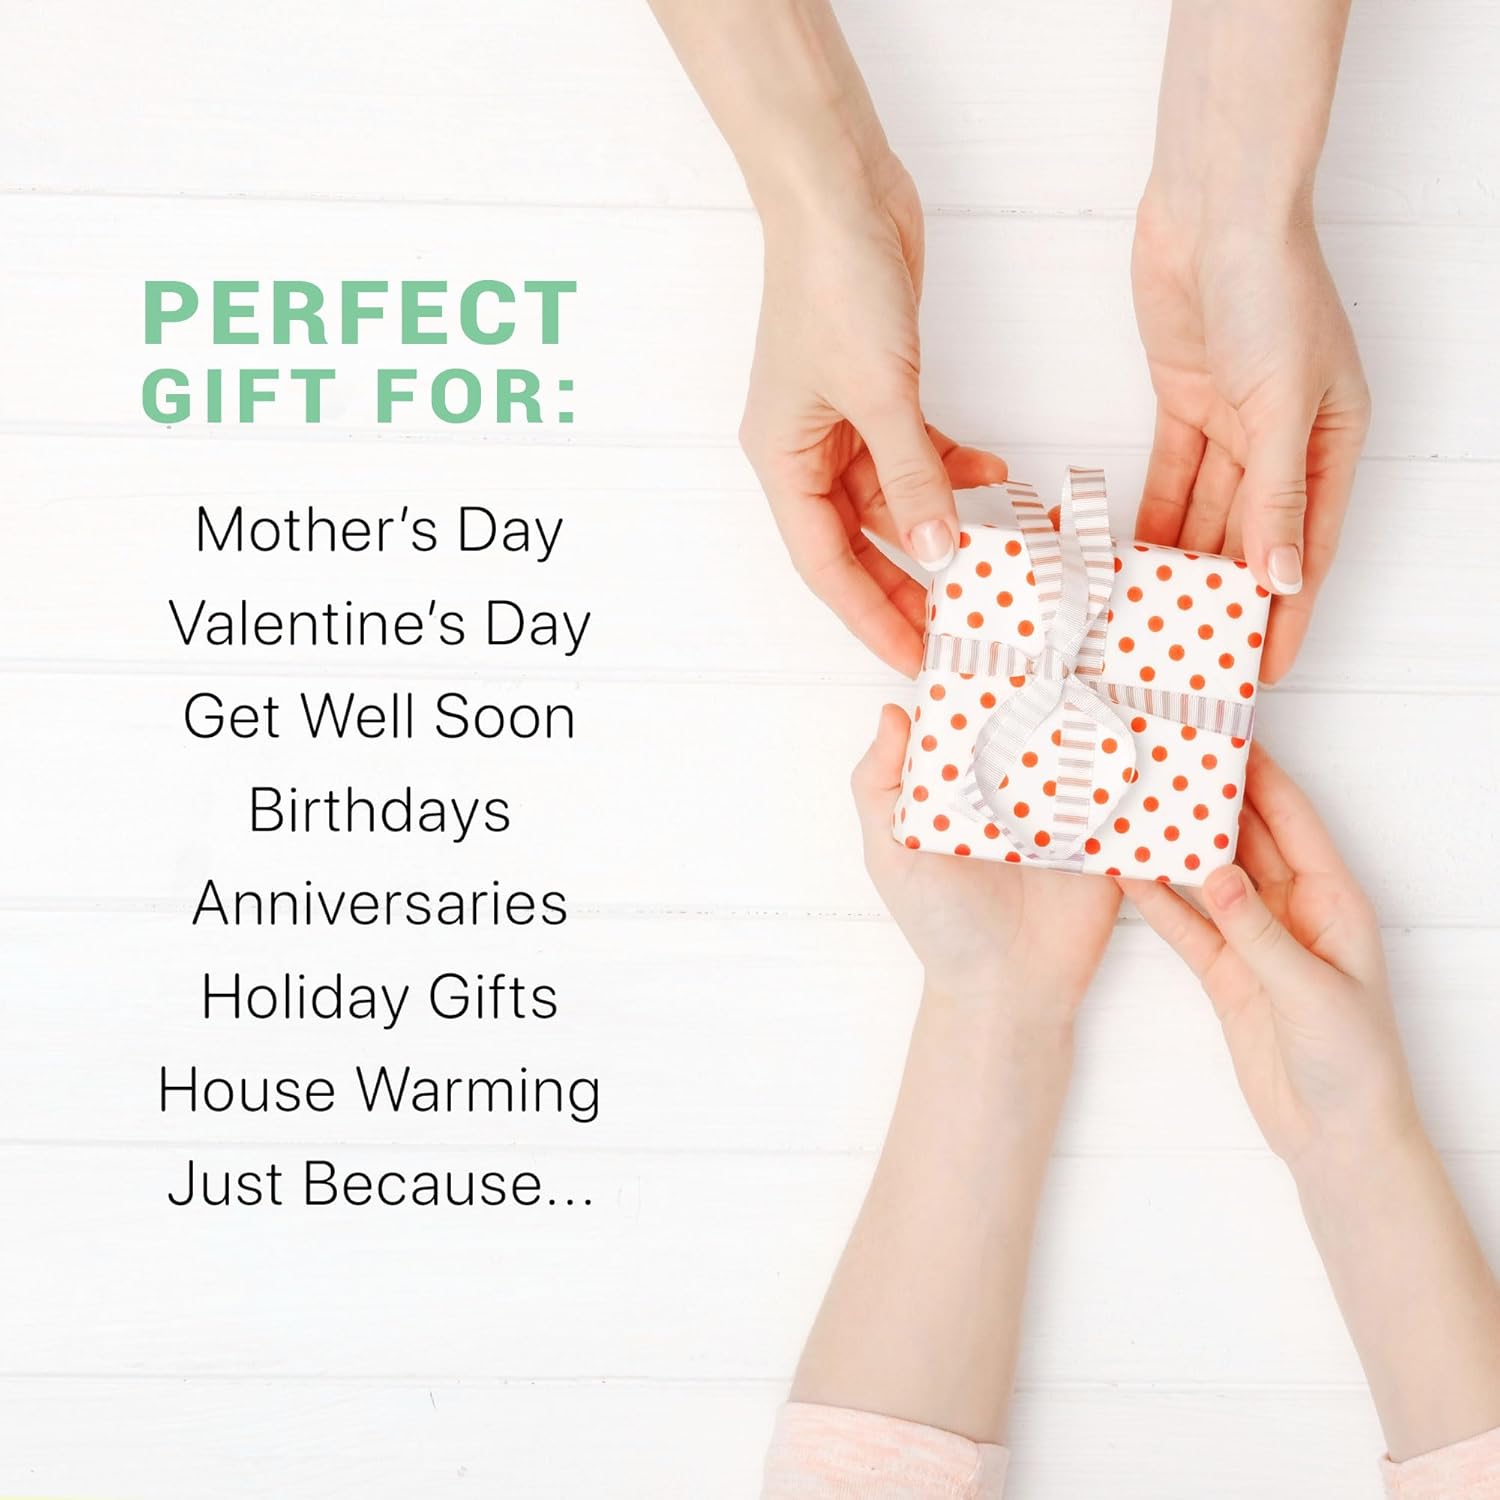 PERFECT
GIFT FOR:
Mother’s Day
Valentine’s Day
Get Well Soon
Birthdays
Anniversaries
Holiday Gifts
House Warming
Just Because...